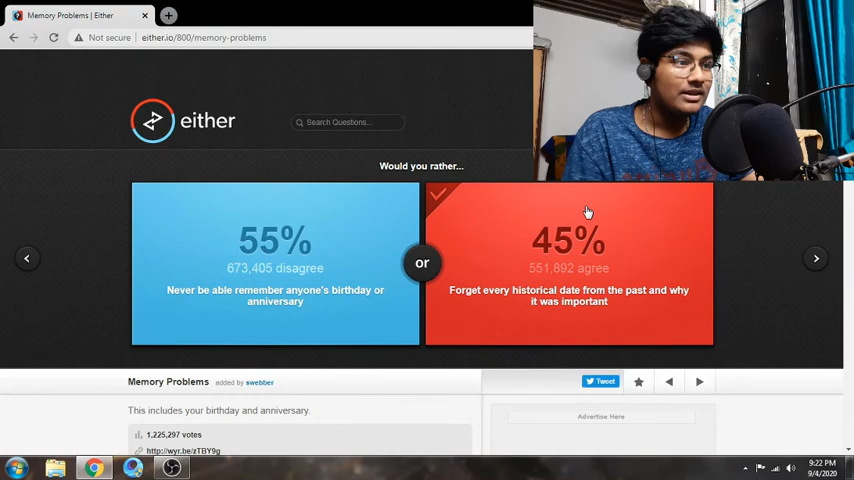 Memory Problems | Either
Not secure | either.io/800/memory-problems
either
Search Questions...
Would you rather...
55%
673,405 disagree
Never be able remember anyone's birthday or
anniversary
or
45%
551,892 agree
Forget every historical date from the past and why
it was important
Memory Problems added by swebber
Tweet
This includes your birthday and anniversary.
1,225,297 votes
http://wyr.be/zTBY9g
Advertise Here
9:22 PM
9/4/2020